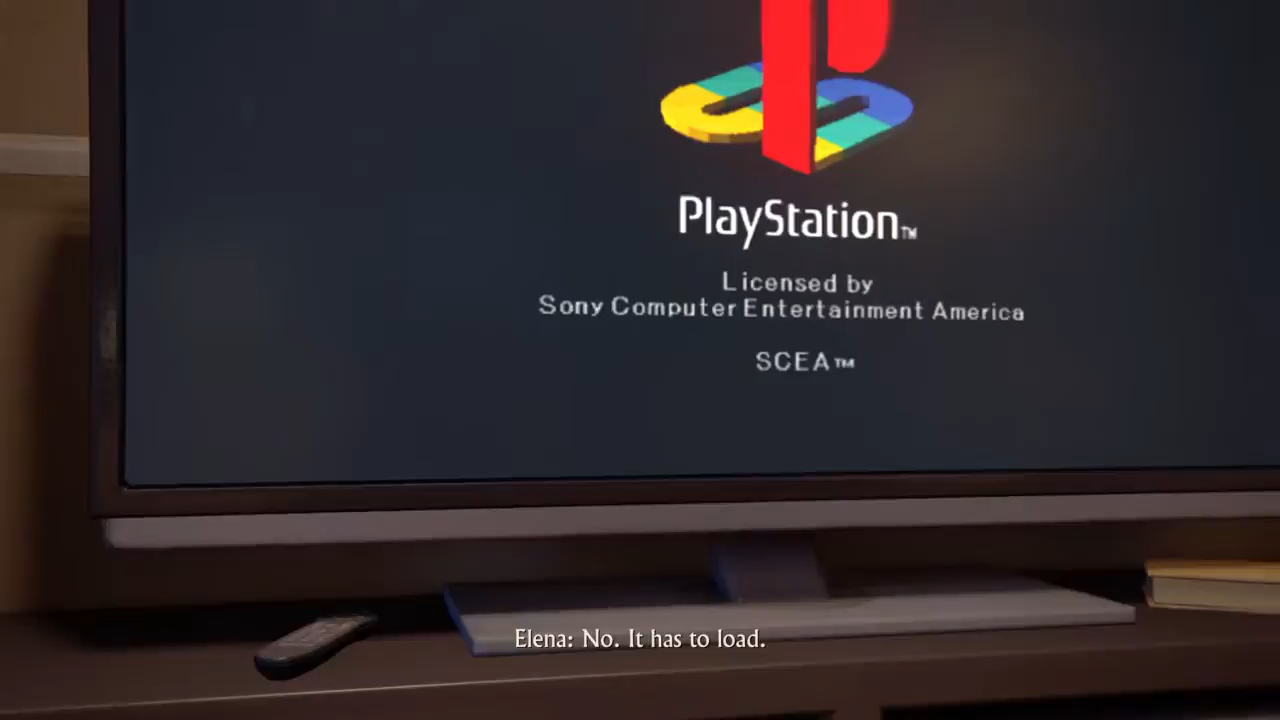 PlayStation™
Licensed by
Sony Computer Entertainment America
SCEA™
Elena: No. It has to load.